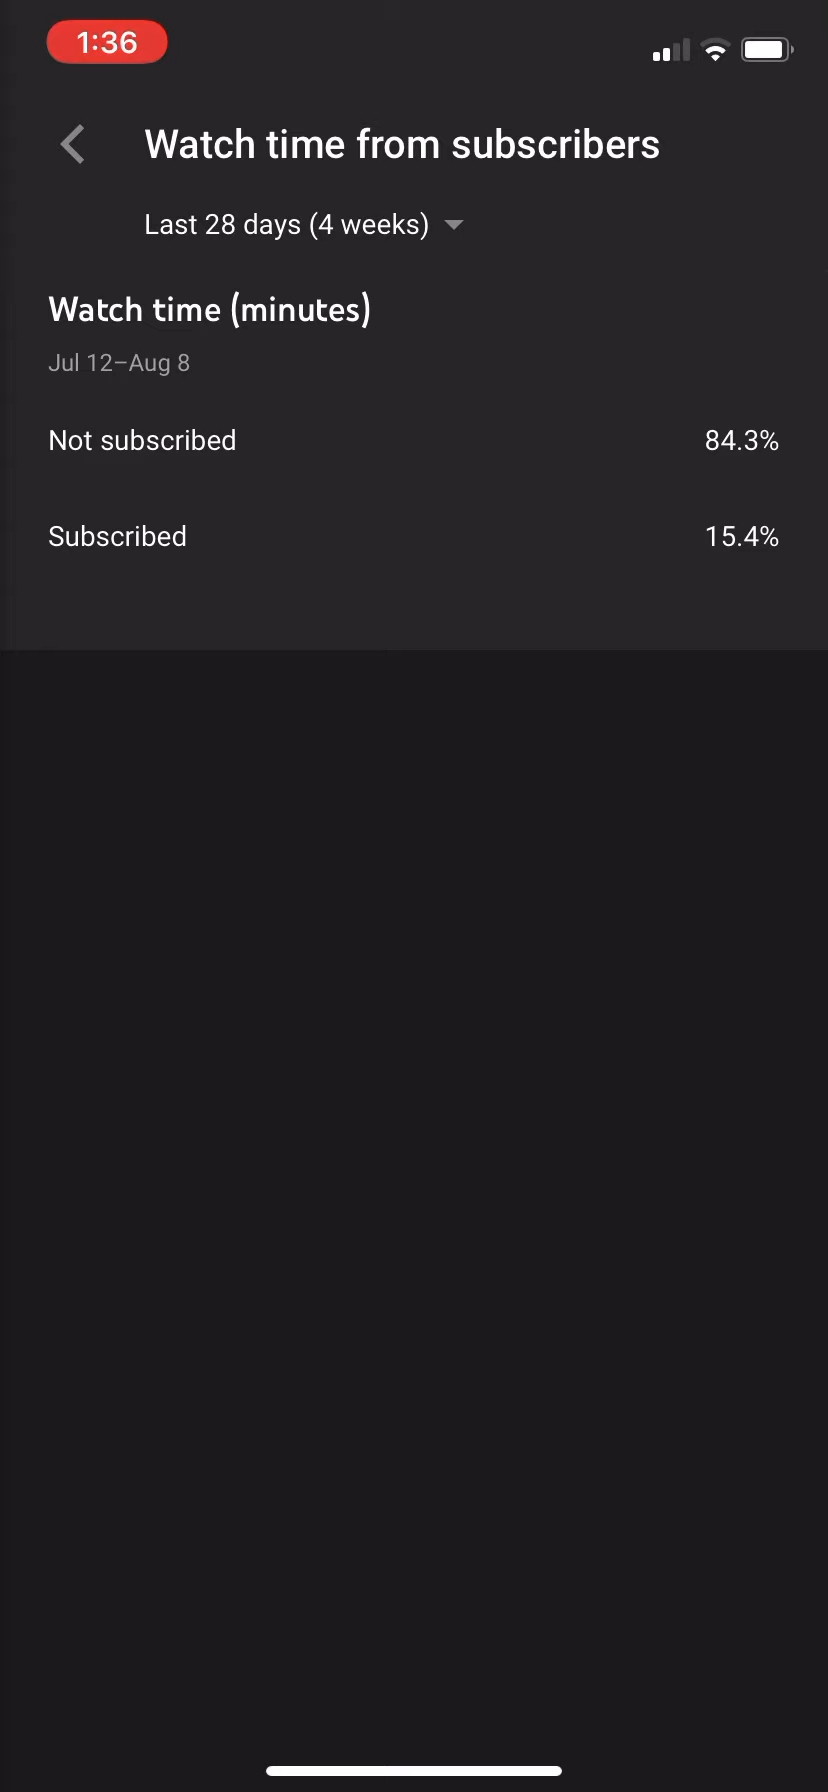 1:36
Watch time from subscribers
Last 28 days (4 weeks)
Watch time (minutes)
Jul 12–Aug 8
Not subscribed 84.3%
Subscribed 15.4%